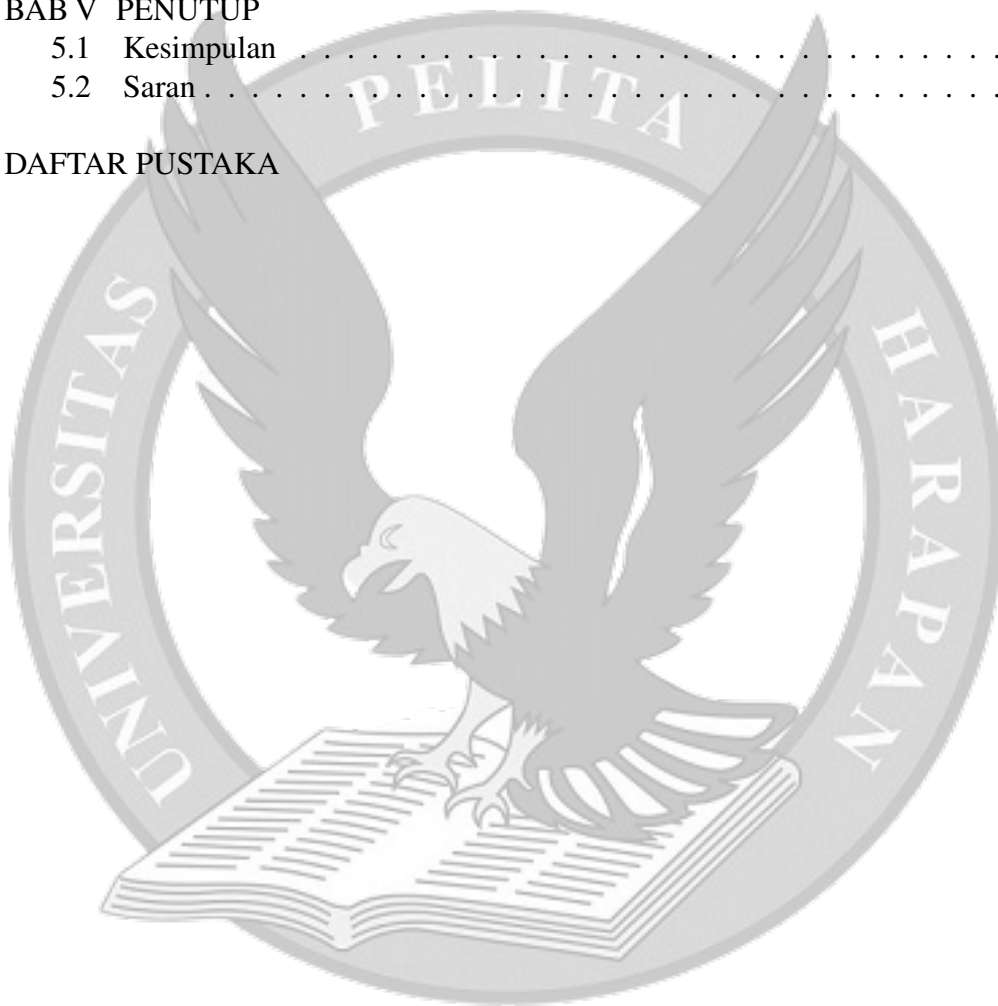 BAB V PENUTUP
5.1 Kesimpulan . . . . . . . . . . . . . . . . . . . . . . . . . . . . . .
5.2 Saran . . . . . . . . . . . . . . . . . . . . . . . . . . . . . . . . . .
DAFTAR PUSTAKA
UNIVERSITAS PELITA HARAPAN